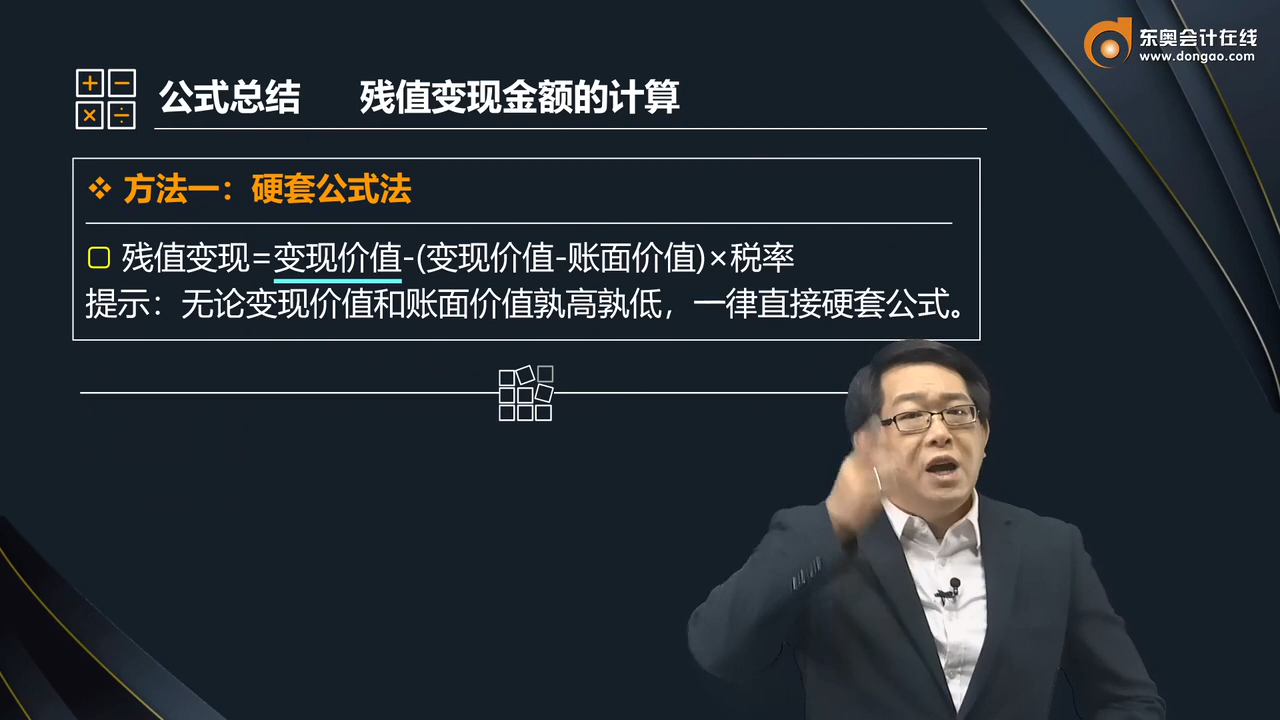 东奥会计在线
www.dongao.com
公式总结 残值变现金额的计算
❖ 方法一：硬套公式法
残值变现=变现价值-(变现价值-账面价值)×税率
提示：无论变现价值和账面价值孰高孰低，一律直接硬套公式。